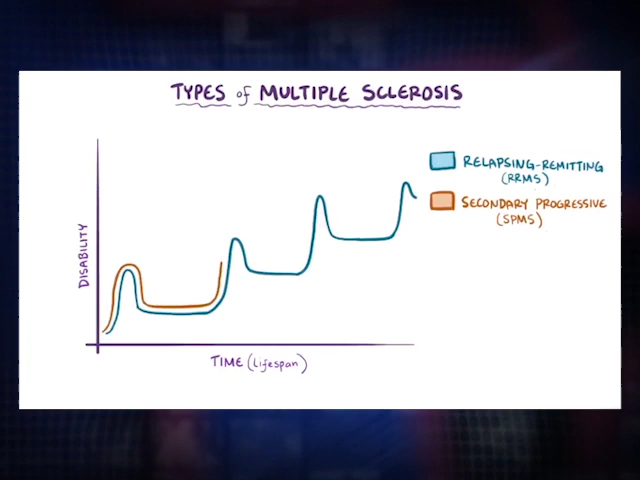 TYPES of MULTIPLE SCLEROSIS
RELAPSING-REMITTING
(RRMS)
SECONDARY PROGRESSIVE
(SPMS)
DISABILITY
TIME (Lifespan)